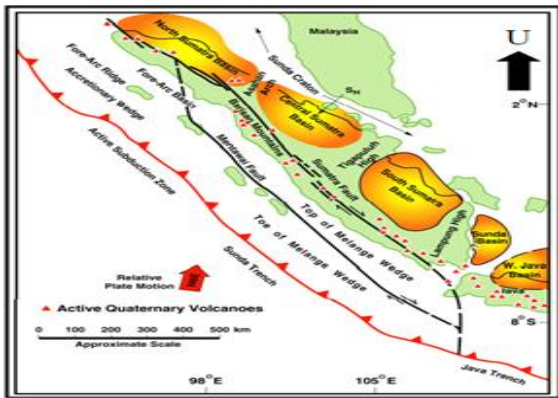 Malaysia
U
North Sumatra Basin
Fore-Arc Ridge
Accretionary Wedge
Fore-Arc Basin
Active Subduction Zone
Asahan Arch
Sunda Craton
SH
2°N
Central Sumatra
Basin
Barisan Mountains
Mentawai Fault
Sumatra Fault
Tigapuluh High
South Sumatra
Basin
Lampung High
Sunda
Basin
W. Java
Basin
Java
Top of Melange Wedge
Toe of Melange Wedge
Sunda Trench
Relative
Plate Motion
Active Quaternary Volcanoes
0 100 200 300 400 500 km
Approximate Scale
8°S
Java Trench
98°E
105°E